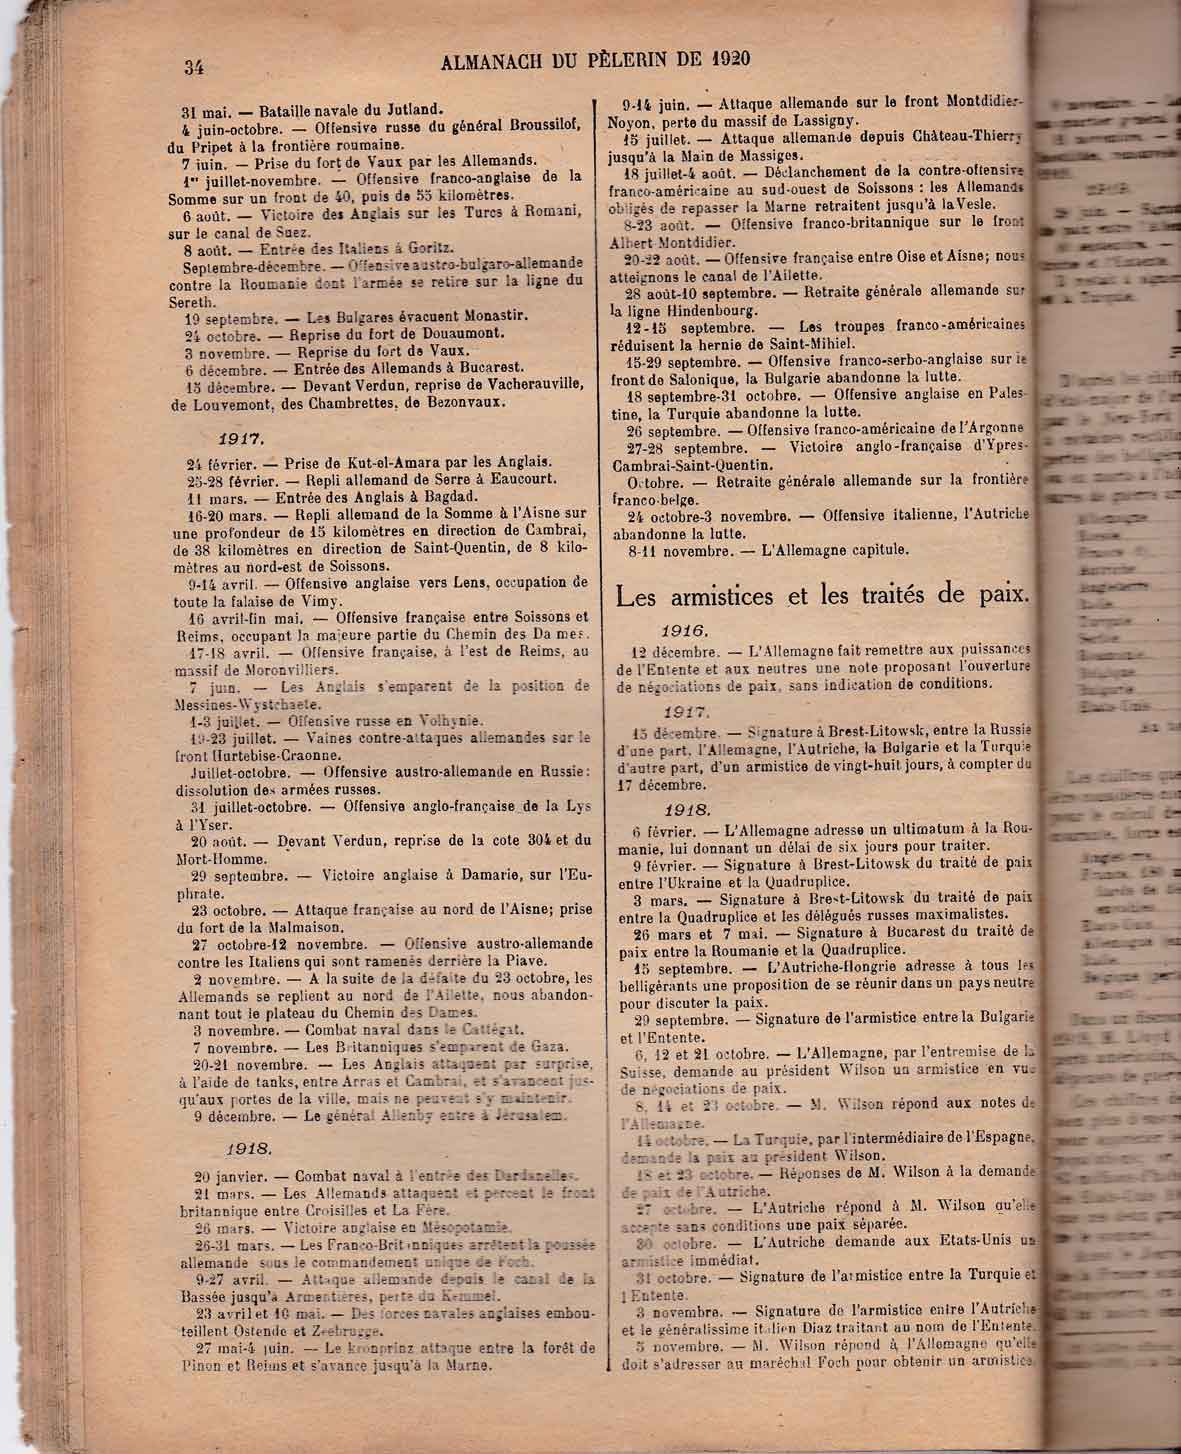 34
ALMANACH DU PÈLERIN DE 1920
31 mai. — Bataille navale du Jutland.
4 juin-octobre. — Offensive russe du général Broussilof,
du Pripet à la frontière roumaine.
7 juin. — Prise du fort de Vaux par les Allemands.
1er juillet-novembre. — Offensive franco-anglaise de la
Somme sur un front de 40, puis de 55 kilomètres.
6 août. — Victoire des Anglais sur les Turcs à Romani,
sur le canal de Suez.
8 août. — Entrée des Italiens à Goritz.
Septembre-décembre. — Offensive austro-bulgaro-allemande
contre la Roumanie dont l'armée se retire sur la ligne du
Sereth.
19 septembre. — Les Bulgares évacuent Monastir.
24 octobre. — Reprise du fort de Douaumont.
3 novembre. — Reprise du fort de Vaux.
6 décembre. — Entrée des Allemands à Bucarest.
15 décembre. — Devant Verdun, reprise de Vacherauville,
de Louvemont, des Chambrettes, de Bezonvaux.
1917.
24 février. — Prise de Kut-el-Amara par les Anglais.
25-28 février. — Repli allemand de Serre à Eaucourt.
11 mars. — Entrée des Anglais à Bagdad.
16-20 mars. — Repli allemand de la Somme à l'Aisne sur
une profondeur de 15 kilomètres en direction de Cambrai,
de 38 kilomètres en direction de Saint-Quentin, de 8 kilo-
mètres au nord-est de Soissons.
9-14 avril. — Offensive anglaise vers Lens, occupation de
toute la falaise de Vimy.
16 avril-fin mai. — Offensive française entre Soissons et
Reims, occupant la majeure partie du Chemin des Dames.
17-18 avril. — Offensive française, à l'est de Reims, au
massif de Moronvilliers.
7 juin. — Les Anglais s'emparent de la position de
Messines-Wystchaete.
1-3 juillet. — Offensive russe en Volhynie.
19-23 juillet. — Vaines contre-attaques allemandes sur le
front Hurtebise-Craonne.
Juillet-octobre. — Offensive austro-allemande en Russie:
dissolution des armées russes.
31 juillet-octobre. — Offensive anglo-française de la Lys
à l'Yser.
20 août. — Devant Verdun, reprise de la cote 304 et du
Mort-Homme.
29 septembre. — Victoire anglaise à Damarie, sur l'Eu-
phrate.
23 octobre. — Attaque française au nord de l'Aisne; prise
du fort de la Malmaison.
27 octobre-12 novembre. — Offensive austro-allemande
contre les Italiens qui sont ramenés derrière la Piave.
2 novembre. — A la suite de la défaite du 23 octobre, les
Allemands se replient au nord de l'Ailette, nous abandon-
nant tout le plateau du Chemin des Dames.
3 novembre. — Combat naval dans le Cattégat.
7 novembre. — Les Britanniques s'emparent de Gaza.
20-21 novembre. — Les Anglais attaquent par surprise,
à l'aide de tanks, entre Arras et Cambrai, et s'avancent jus-
qu'aux portes de la ville, mais ne peuvent s'y maintenir.
9 décembre. — Le général Allenby entre à Jérusalem.
1918.
20 janvier. — Combat naval à l'entrée des Dardanelles.
21 mars. — Les Allemands attaquent et percent le front
britannique entre Croisilles et La Fère.
26 mars. — Victoire anglaise en Mésopotamie.
26-31 mars. — Les Franco-Britanniques arrêtent la poussée
allemande sous le commandement unique de Foch.
9-27 avril. — Attaque allemande depuis le canal de la
Bassée jusqu'à Armentières, perte du Kemmel.
23 avril et 10 mai. — Des forces navales anglaises embou-
teillent Ostende et Zeebrugge.
27 mai-4 juin. — Le kronprinz attaque entre la forêt de
Pinon et Reims et s'avance jusqu'à la Marne.
9-14 juin. — Attaque allemande sur le front Montdidier-
Noyon, perte du massif de Lassigny.
15 juillet. — Attaque allemande depuis Château-Thierry
jusqu'à la Main de Massiges.
18 juillet-4 août. — Déclanchement de la contre-offensive
franco-américaine au sud-ouest de Soissons : les Allemands
obligés de repasser la Marne retraitent jusqu'à la Vesle.
8-23 août. — Offensive franco-britannique sur le front
Albert-Montdidier.
20-22 août. — Offensive française entre Oise et Aisne; nous
atteignons le canal de l'Ailette.
28 août-10 septembre. — Retraite générale allemande sur
la ligne Hindenbourg.
12-15 septembre. — Les troupes franco-américaines
réduisent la hernie de Saint-Mihiel.
15-29 septembre. — Offensive franco-serbo-anglaise sur le
front de Salonique, la Bulgarie abandonne la lutte.
18 septembre-31 octobre. — Offensive anglaise en Pales-
tine, la Turquie abandonne la lutte.
26 septembre. — Offensive franco-américaine de l'Argonne
27-28 septembre. — Victoire anglo-française d'Ypres-
Cambrai-Saint-Quentin.
Octobre. — Retraite générale allemande sur la frontière
franco-belge.
24 octobre-3 novembre. — Offensive italienne, l'Autriche
abandonne la lutte.
8-11 novembre. — L'Allemagne capitule.
Les armistices et les traités de paix.
1916.
12 décembre. — L'Allemagne fait remettre aux puissances
de l'Entente et aux neutres une note proposant l'ouverture
de négociations de paix, sans indication de conditions.
1917.
15 décembre. — Signature à Brest-Litowsk, entre la Russie
d'une part, l'Allemagne, l'Autriche, la Bulgarie et la Turquie
d'autre part, d'un armistice de vingt-huit jours, à compter du
17 décembre.
1918.
6 février. — L'Allemagne adresse un ultimatum à la Rou-
manie, lui donnant un délai de six jours pour traiter.
9 février. — Signature à Brest-Litowsk du traité de paix
entre l'Ukraine et la Quadruplice.
3 mars. — Signature à Brest-Litowsk du traité de paix
entre la Quadruplice et les délégués russes maximalistes.
26 mars et 7 mai. — Signature à Bucarest du traité de
paix entre la Roumanie et la Quadruplice.
15 septembre. — L'Autriche-Hongrie adresse à tous les
belligérants une proposition de se réunir dans un pays neutre
pour discuter la paix.
29 septembre. — Signature de l'armistice entre la Bulgarie
et l'Entente.
6, 12 et 21 octobre. — L'Allemagne, par l'entremise de la
Suisse, demande au président Wilson un armistice en vue
de négociations de paix.
8, 14 et 23 octobre. — M. Wilson répond aux notes de
l'Allemagne.
14 octobre. — La Turquie, par l'intermédiaire de l'Espagne,
demande la paix au président Wilson.
18 et 23 octobre. — Réponses de M. Wilson à la demande
de paix de l'Autriche.
27 octobre. — L'Autriche répond à M. Wilson qu'elle
accepte sans conditions une paix séparée.
30 octobre. — L'Autriche demande aux Etats-Unis un
armistice immédiat.
31 octobre. — Signature de l'armistice entre la Turquie et
l'Entente.
3 novembre. — Signature de l'armistice entre l'Autriche
et le généralissime italien Diaz traitant au nom de l'Entente.
5 novembre. — M. Wilson répond à l'Allemagne qu'elle
doit s'adresser au maréchal Foch pour obtenir un armistice.